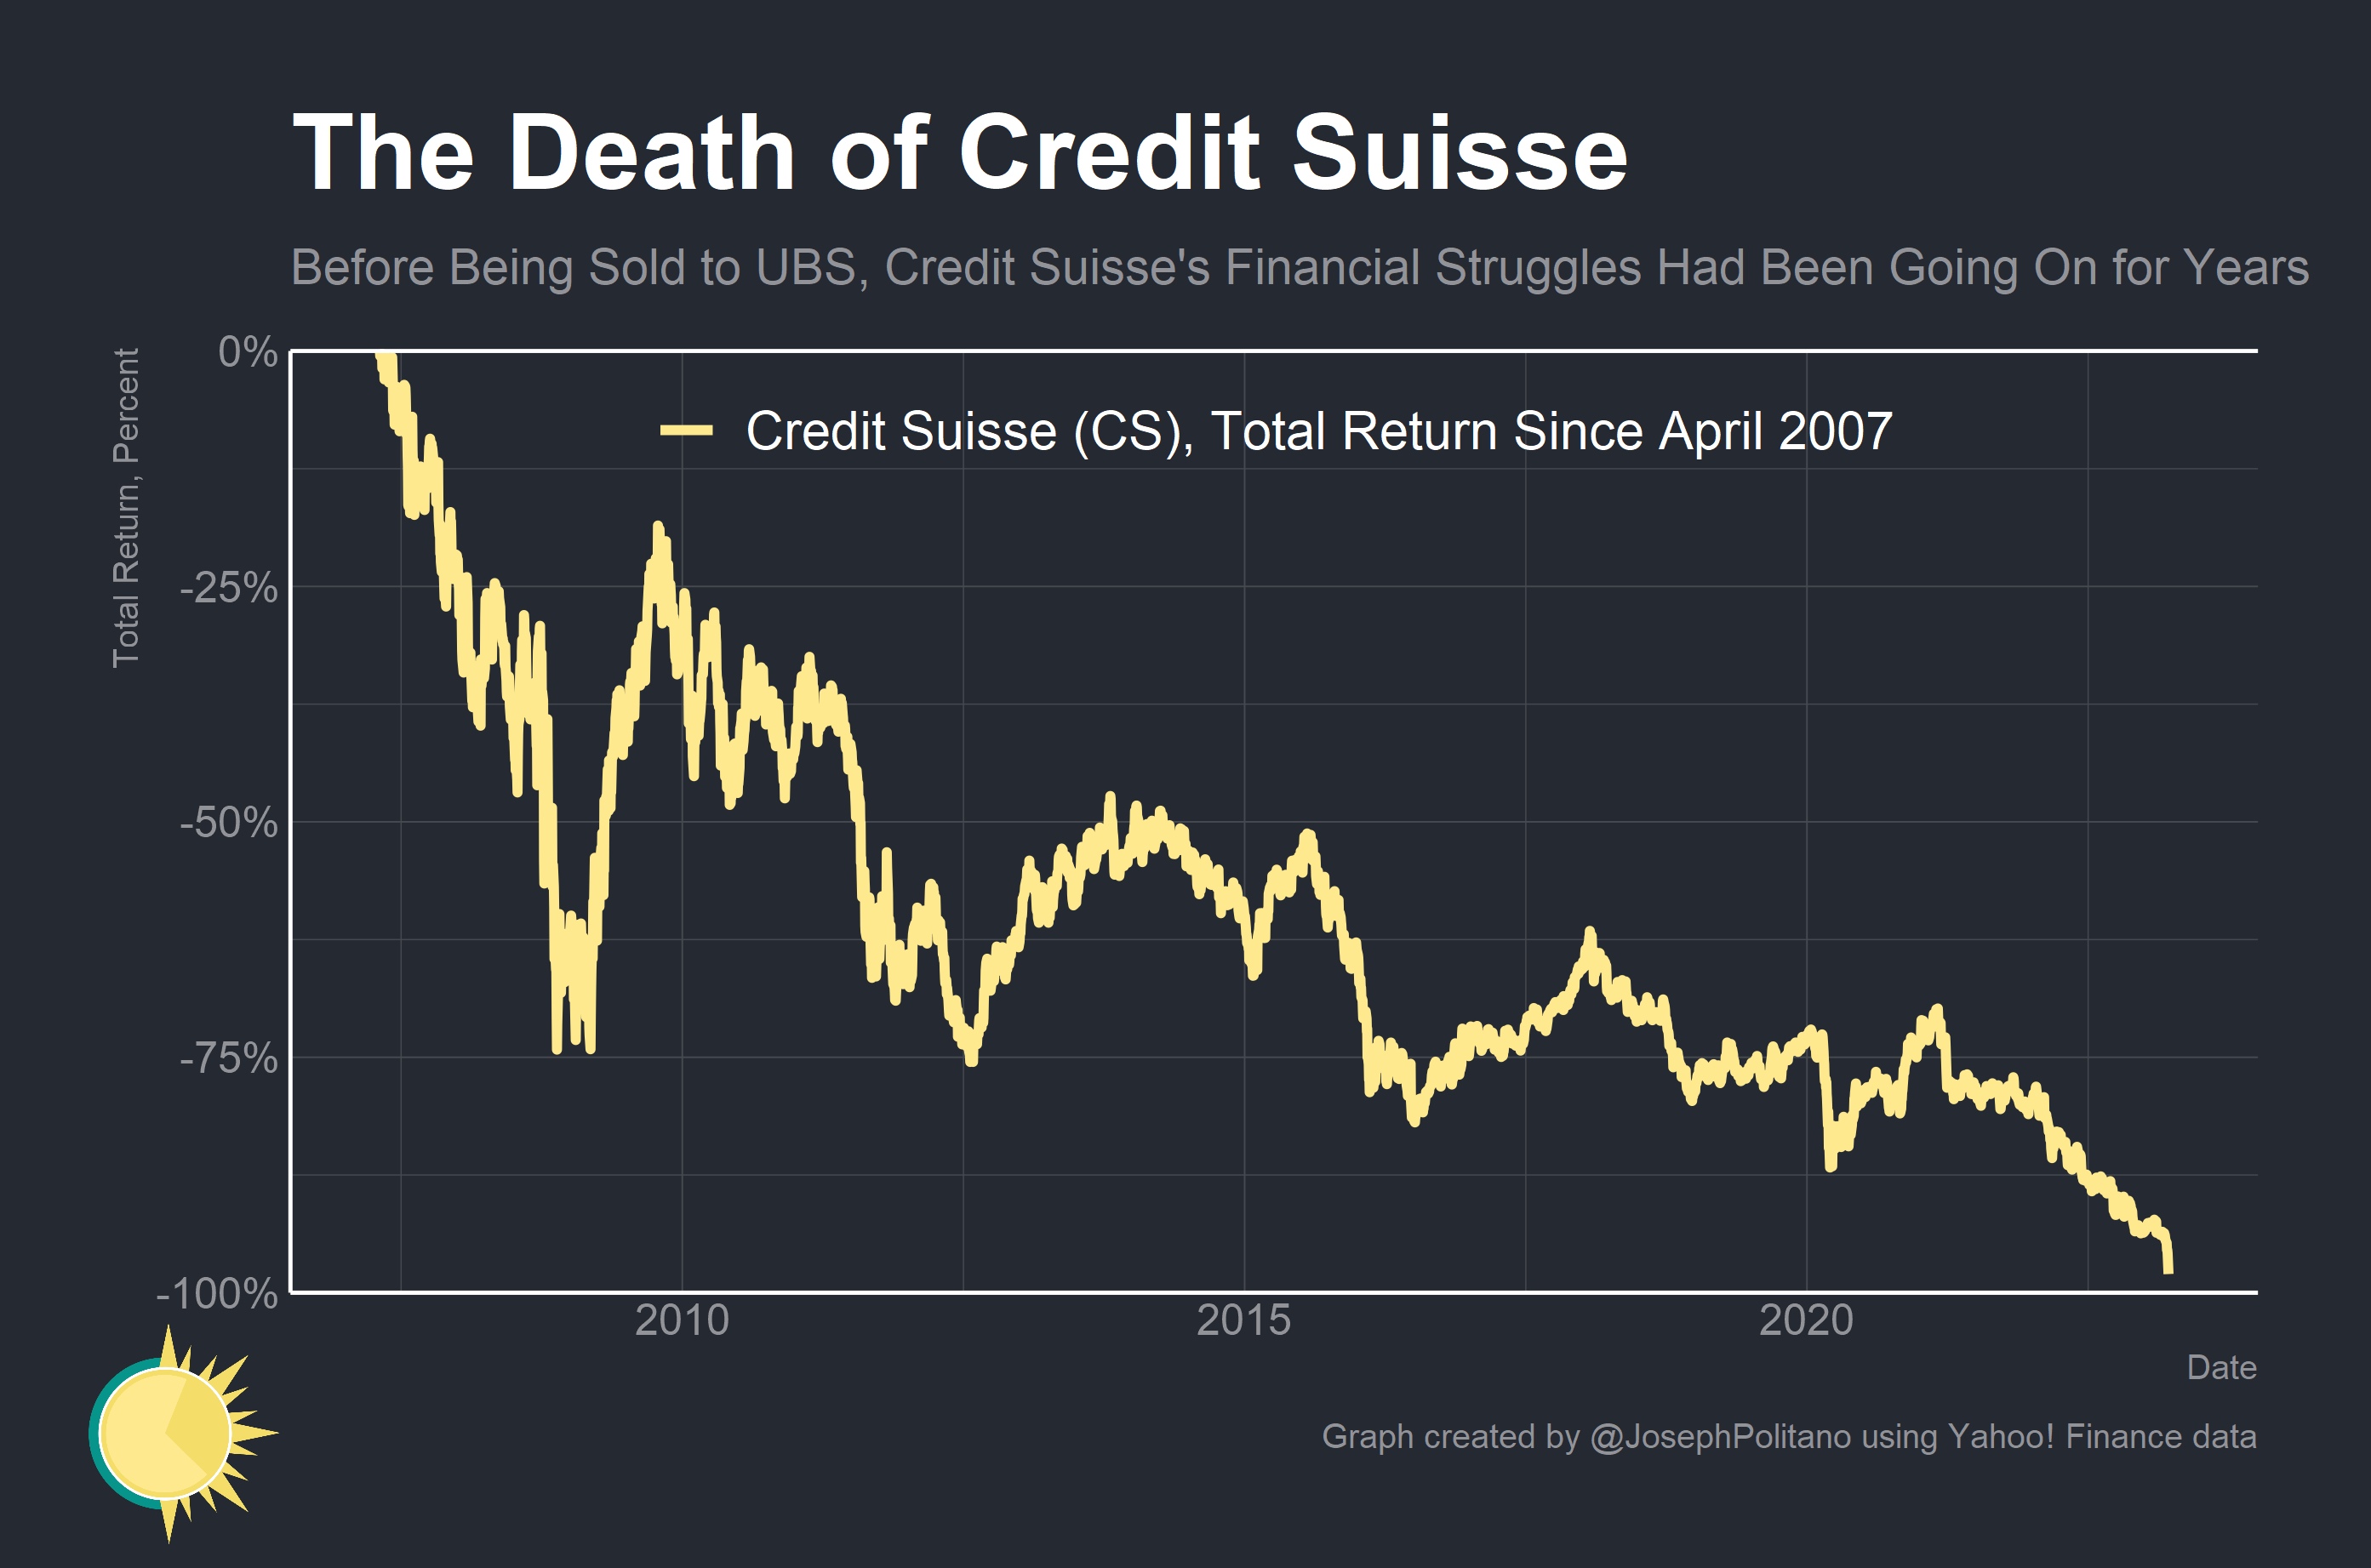 The Death of Credit Suisse
Before Being Sold to UBS, Credit Suisse's Financial Struggles Had Been Going On for Years
Total Return, Percent
0%
Credit Suisse (CS), Total Return Since April 2007
-25%
-50%
-75%
-100%
2010 2015 2020
Date
Graph created by @JosephPolitano using Yahoo! Finance data